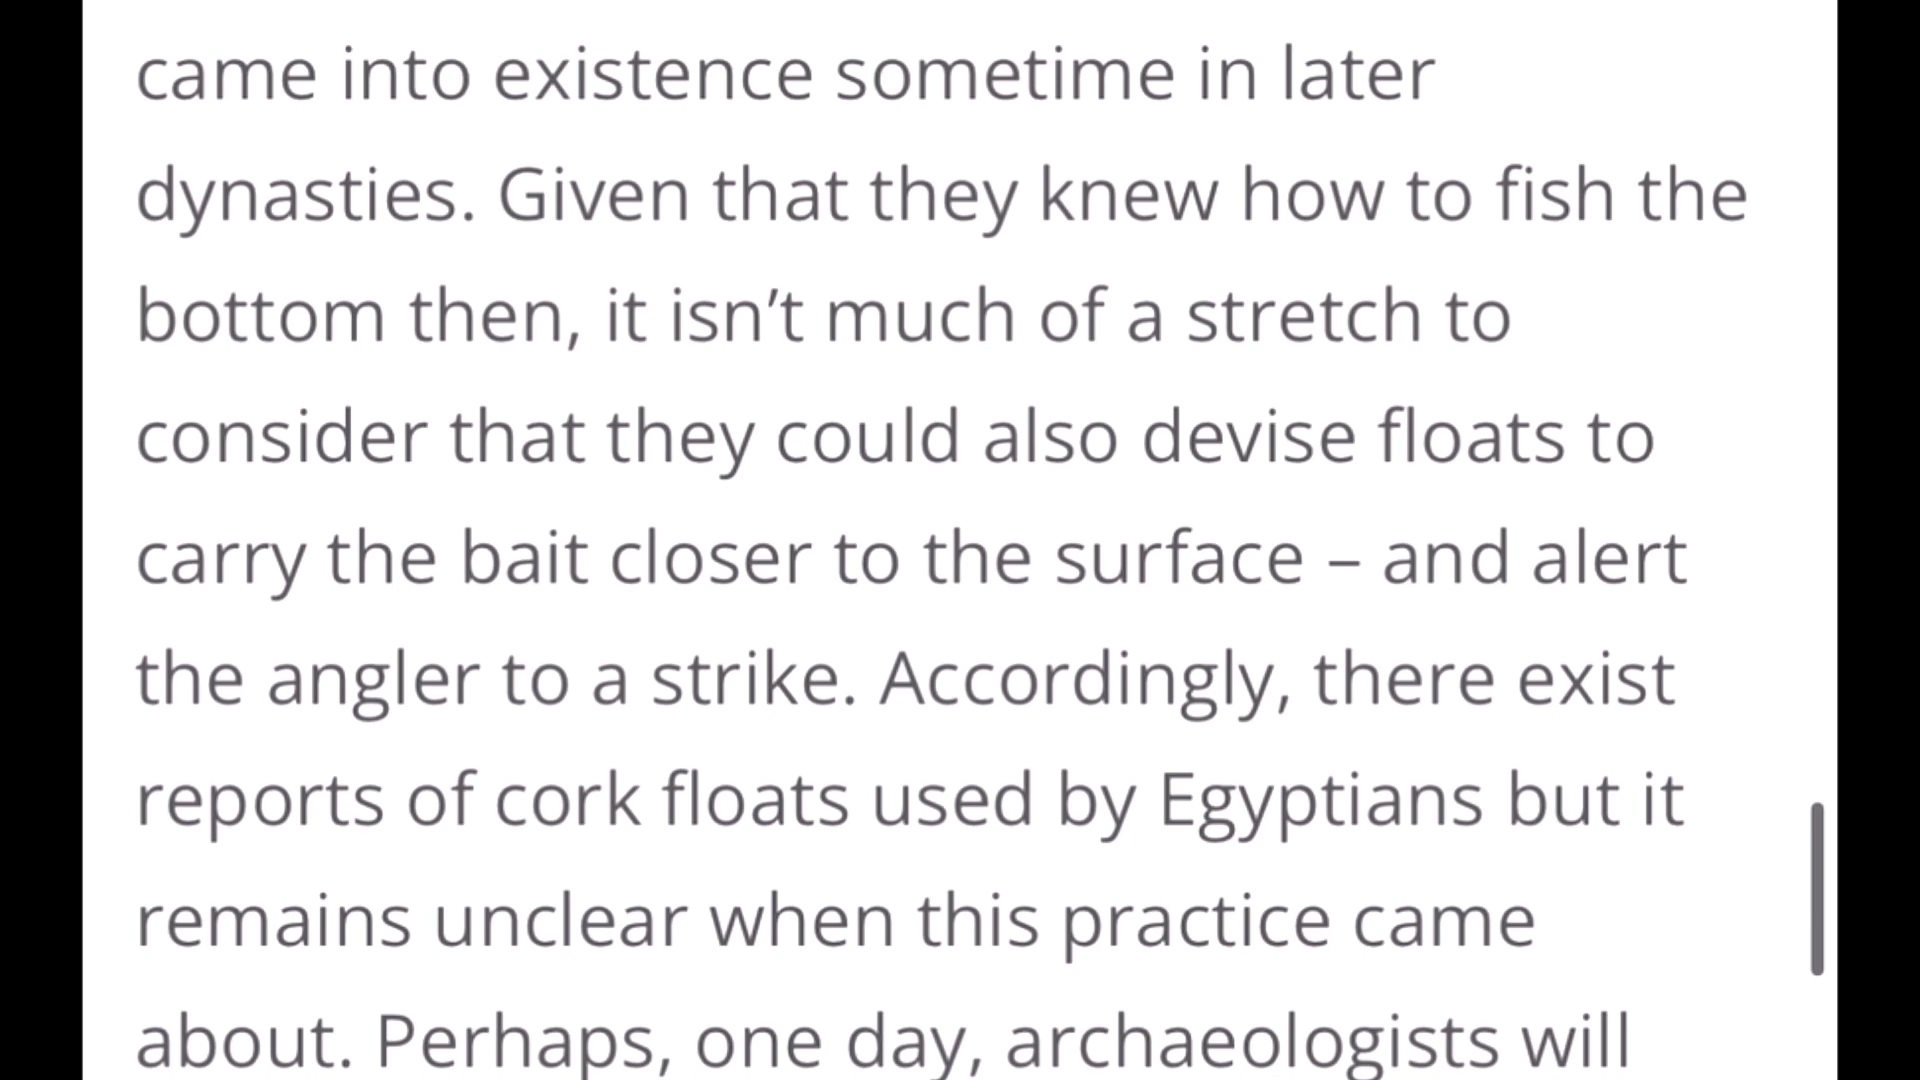 came into existence sometime in later
dynasties. Given that they knew how to fish the
bottom then, it isn’t much of a stretch to
consider that they could also devise floats to
carry the bait closer to the surface – and alert
the angler to a strike. Accordingly, there exist
reports of cork floats used by Egyptians but it
remains unclear when this practice came
about. Perhaps, one day, archaeologists will